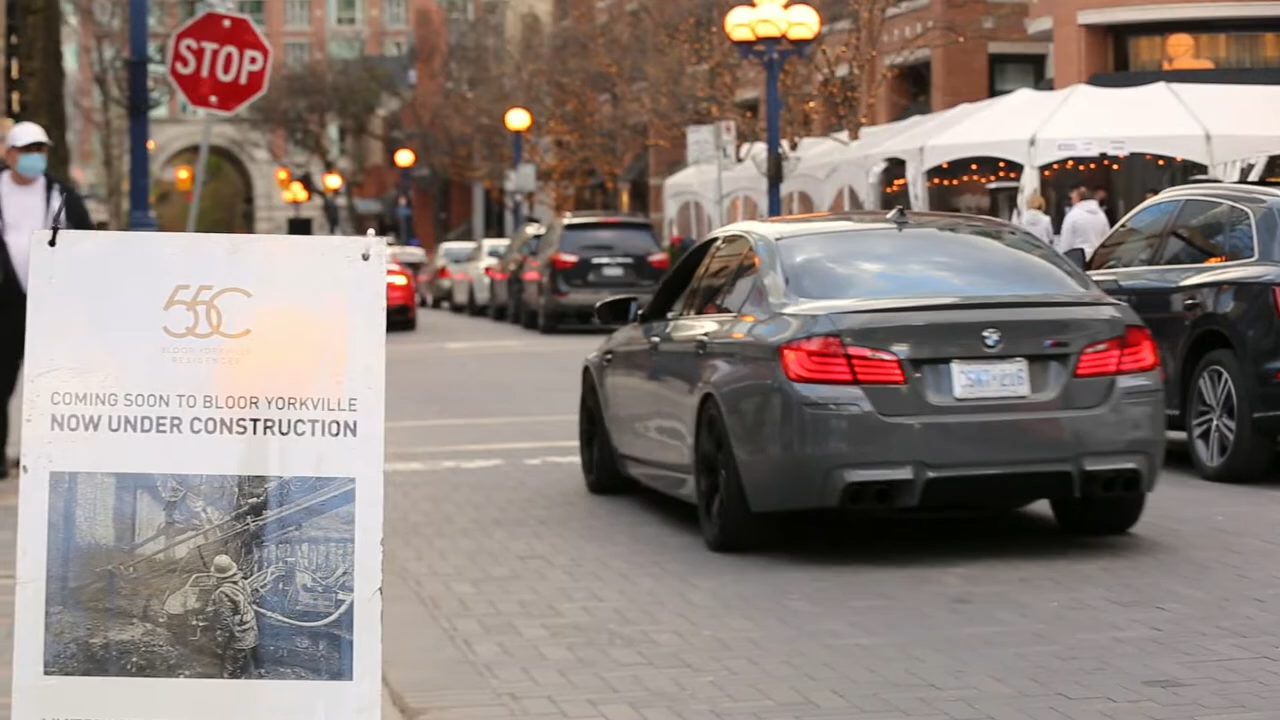 STOP
55C
BLOOR YORKVILLE
RESIDENCES
COMING SOON TO BLOOR YORKVILLE
NOW UNDER CONSTRUCTION